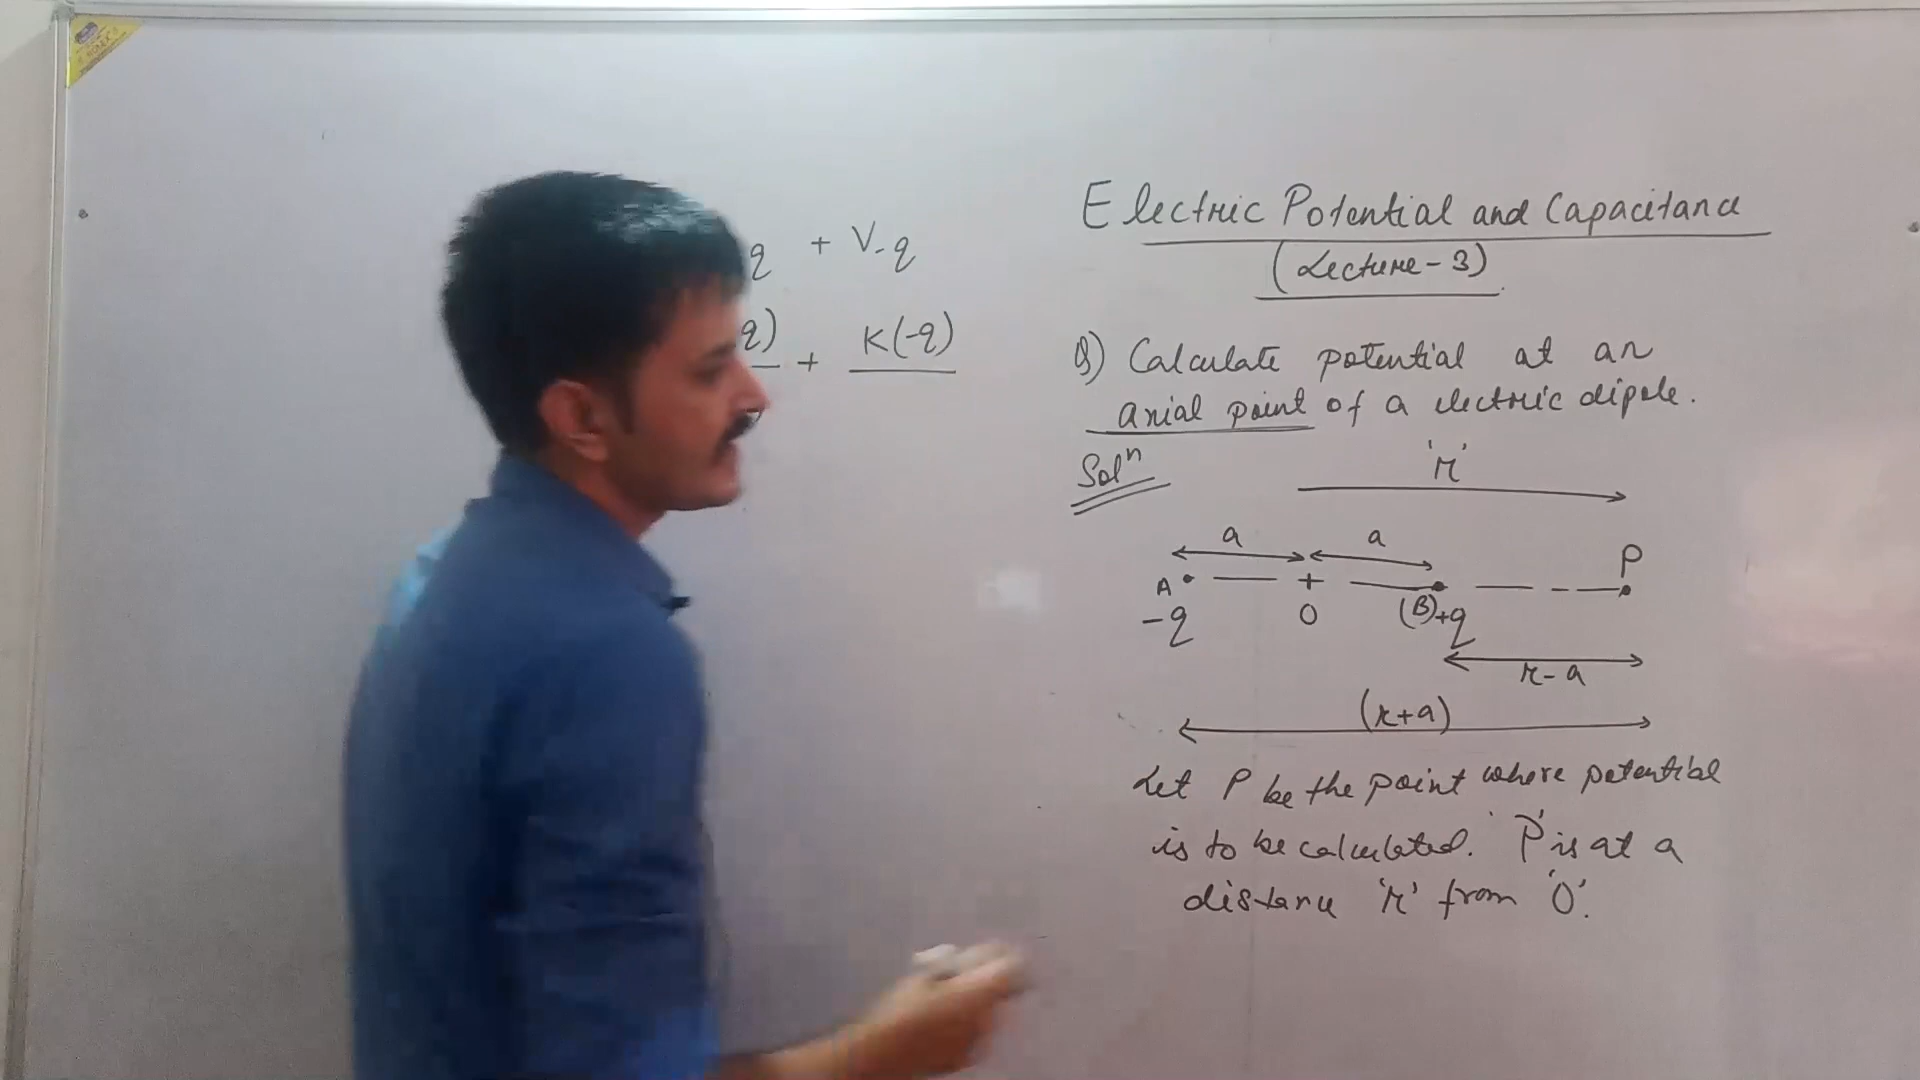 q + V-q
q) + K(-q)
Electric Potential and Capacitance
(Lecture-3)
Q) Calculate potential at an
axial point of a electric dipole.
Solⁿ
'r'
a a
P
A
-q O (B)+q
r-a
(r+a)
Let P be the point where potential
is to be calculated. 'P' is at a
distance 'r' from 'O'.